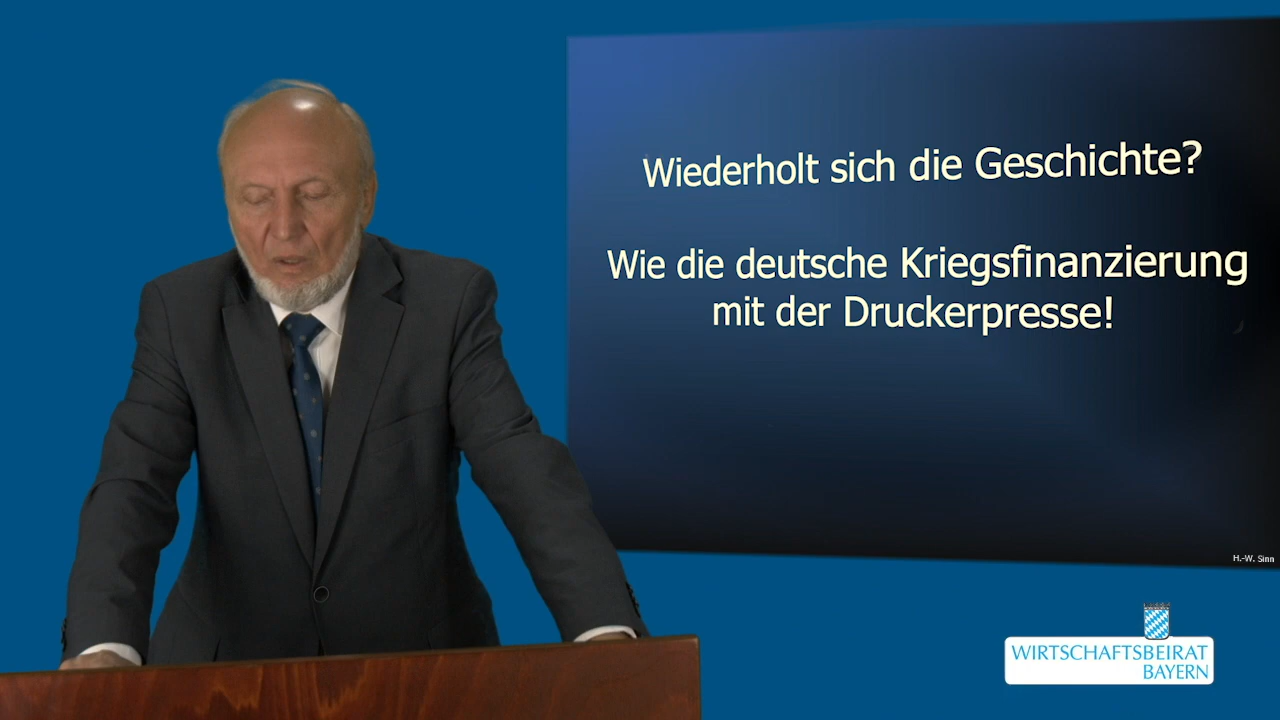 Wiederholt sich die Geschichte?
Wie die deutsche Kriegsfinanzierung
mit der Druckerpresse!
H.-W. Sinn
WIRTSCHAFTSBEIRAT
BAYERN